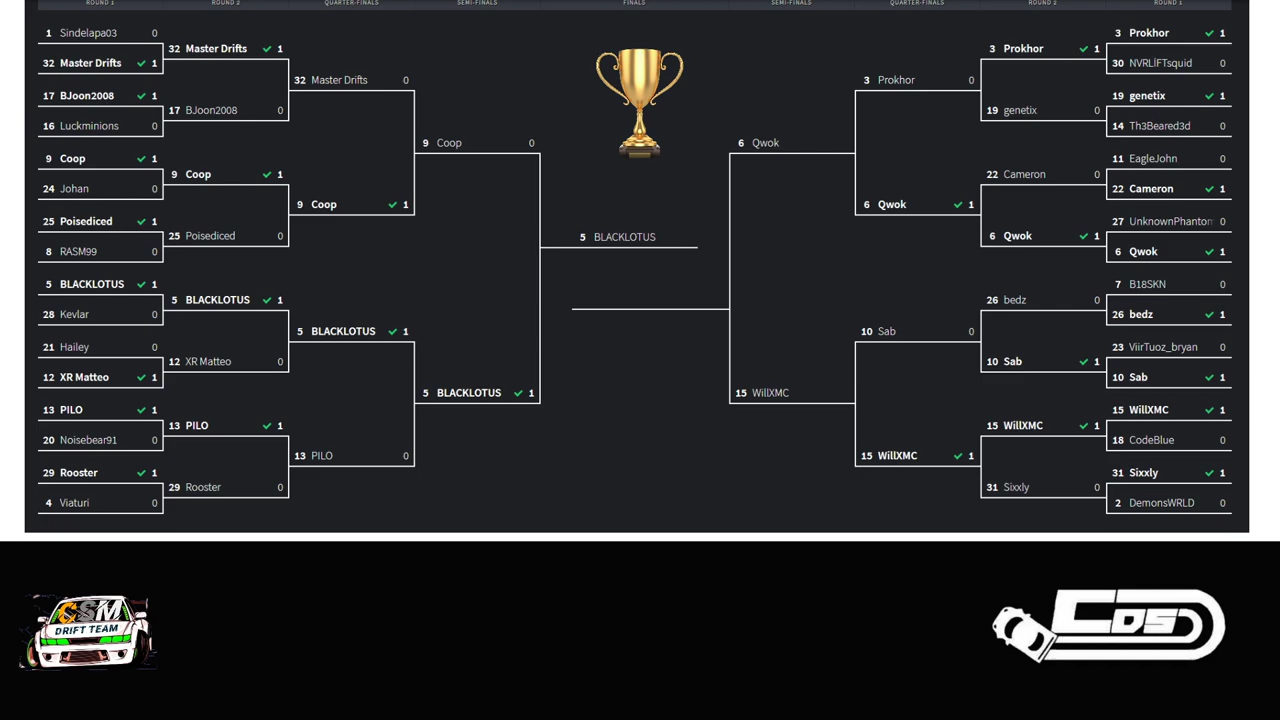 ROUND 1 ROUND 2 QUARTER-FINALS SEMI-FINALS FINALS SEMI-FINALS QUARTER-FINALS ROUND 2 ROUND 1
1 Sindelapa03 0
32 Master Drifts 1
17 BJoon2008 1
16 Luckminions 0
9 Coop 1
24 Johan 0
25 Poisediced 1
8 RASM99 0
5 BLACKLOTUS 1
28 Kevlar 0
21 Hailey 0
12 XR Matteo 1
13 PILO 1
20 Noisebear91 0
29 Rooster 1
4 Viaturi 0
32 Master Drifts 1
17 BJoon2008 0
9 Coop 1
25 Poisediced 0
5 BLACKLOTUS 1
12 XR Matteo 0
13 PILO 1
29 Rooster 0
32 Master Drifts 0
9 Coop 1
5 BLACKLOTUS 1
13 PILO 0
9 Coop 0
5 BLACKLOTUS 1
5 BLACKLOTUS
6 Qwok
15 WillXMC
3 Prokhor 0
6 Qwok 1
10 Sab 0
15 WillXMC 1
3 Prokhor 1
19 genetix 0
22 Cameron 0
6 Qwok 1
26 bedz 0
10 Sab 1
15 WillXMC 1
31 Sixxly 0
3 Prokhor 1
30 NVRLİFTsquid 0
19 genetix 1
14 Th3Beared3d 0
11 EagleJohn 0
22 Cameron 1
27 UnknownPhantom 0
6 Qwok 1
7 B18SKN 0
26 bedz 1
23 ViirTuoz_bryan 0
10 Sab 1
15 WillXMC 1
18 CodeBlue 0
31 Sixxly 1
2 DemonsWRLD 0
GSM
DRIFT TEAM
CDS